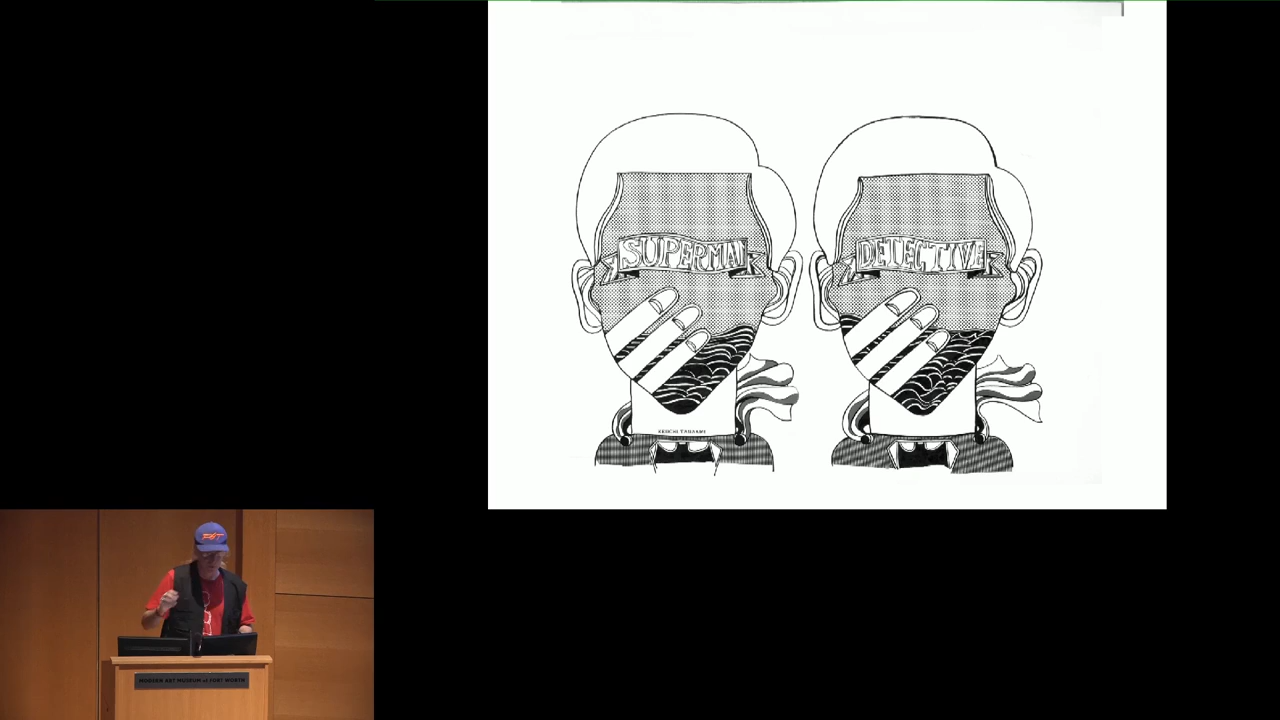 SUPERMAN
DETECTIVE
KEIICHI TANAAMI
MODERN ART MUSEUM of FORT WORTH